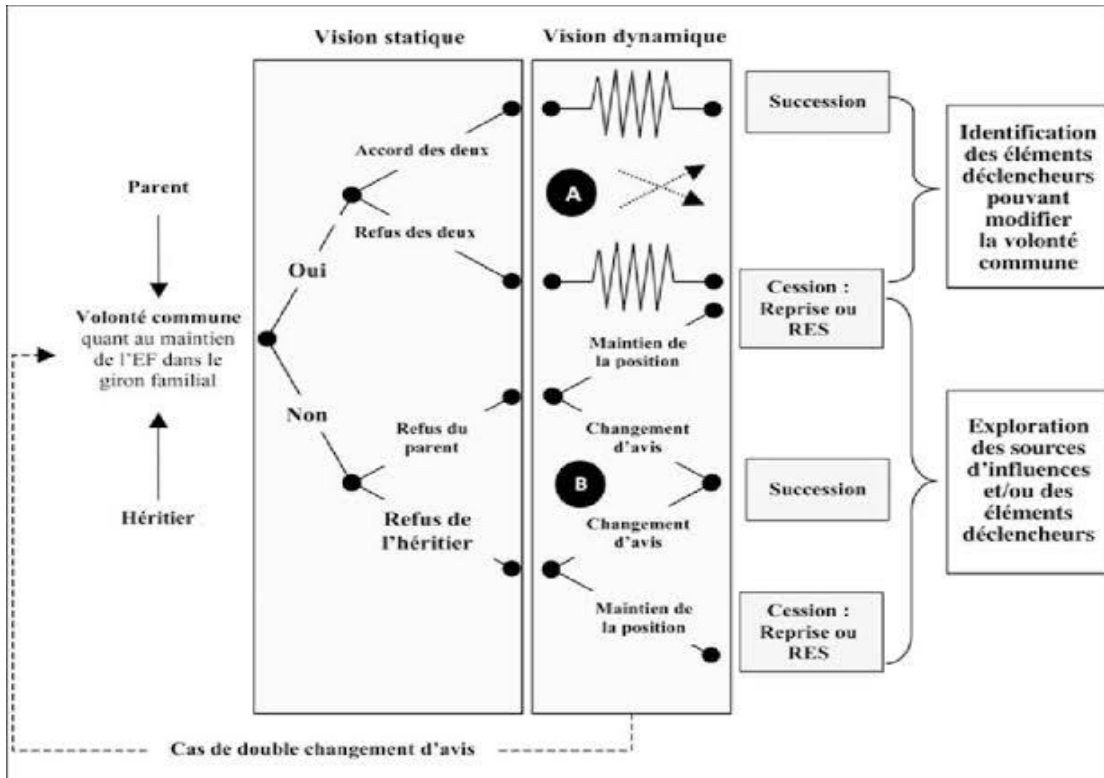 Vision statique
Vision dynamique
Parent
Volonté commune
quant au maintien
de l'EF dans le
giron familial
Héritier
Oui
Non
Accord des deux
Refus des deux
Refus du
parent
Refus de
l'héritier
A
Maintien de
la position
Changement
d'avis
B
Changement
d'avis
Maintien de
la position
Succession
Cession :
Reprise ou
RES
Succession
Cession :
Reprise ou
RES
Identification
des éléments
déclencheurs
pouvant
modifier
la volonté
commune
Exploration
des sources
d'influences
et/ou des
éléments
déclencheurs
Cas de double changement d'avis